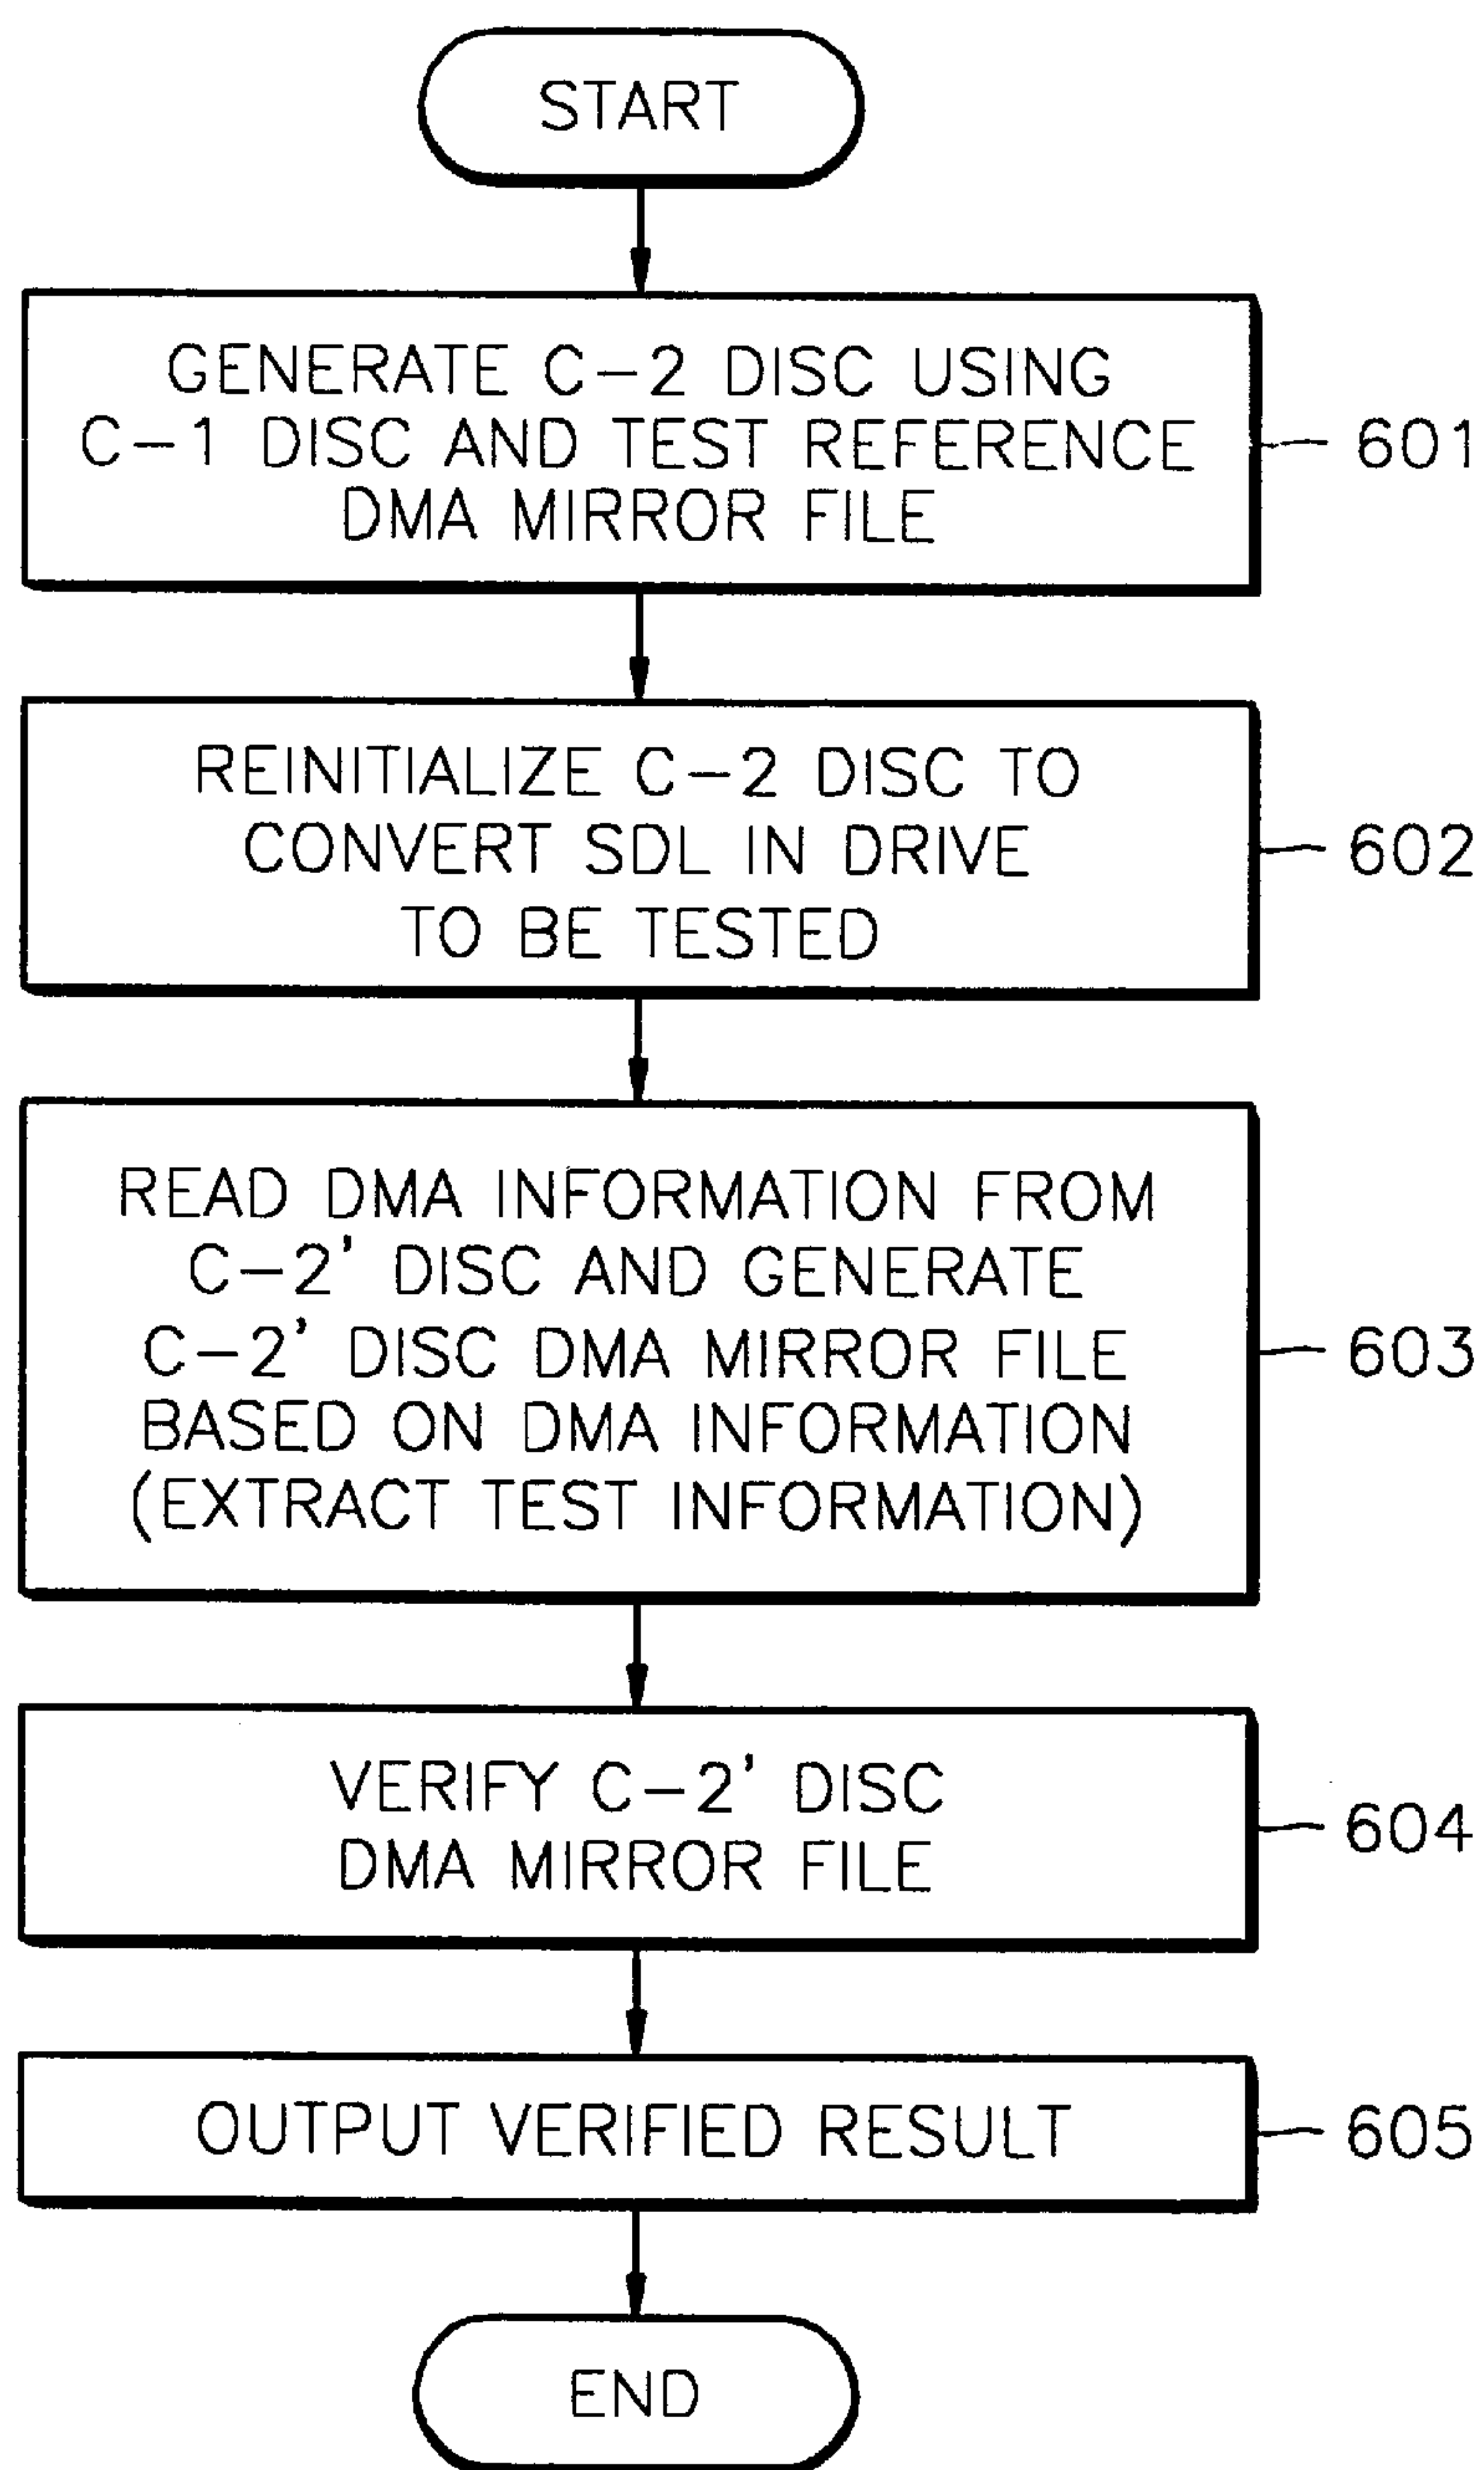 START
GENERATE C-2 DISC USING
C-1 DISC AND TEST REFERENCE
DMA MIRROR FILE
601
REINITIALIZE C-2 DISC TO
CONVERT SDL IN DRIVE
TO BE TESTED
602
READ DMA INFORMATION FROM
C-2' DISC AND GENERATE
C-2' DISC DMA MIRROR FILE
BASED ON DMA INFORMATION
(EXTRACT TEST INFORMATION)
603
VERIFY C-2' DISC
DMA MIRROR FILE
604
OUTPUT VERIFIED RESULT
605
END